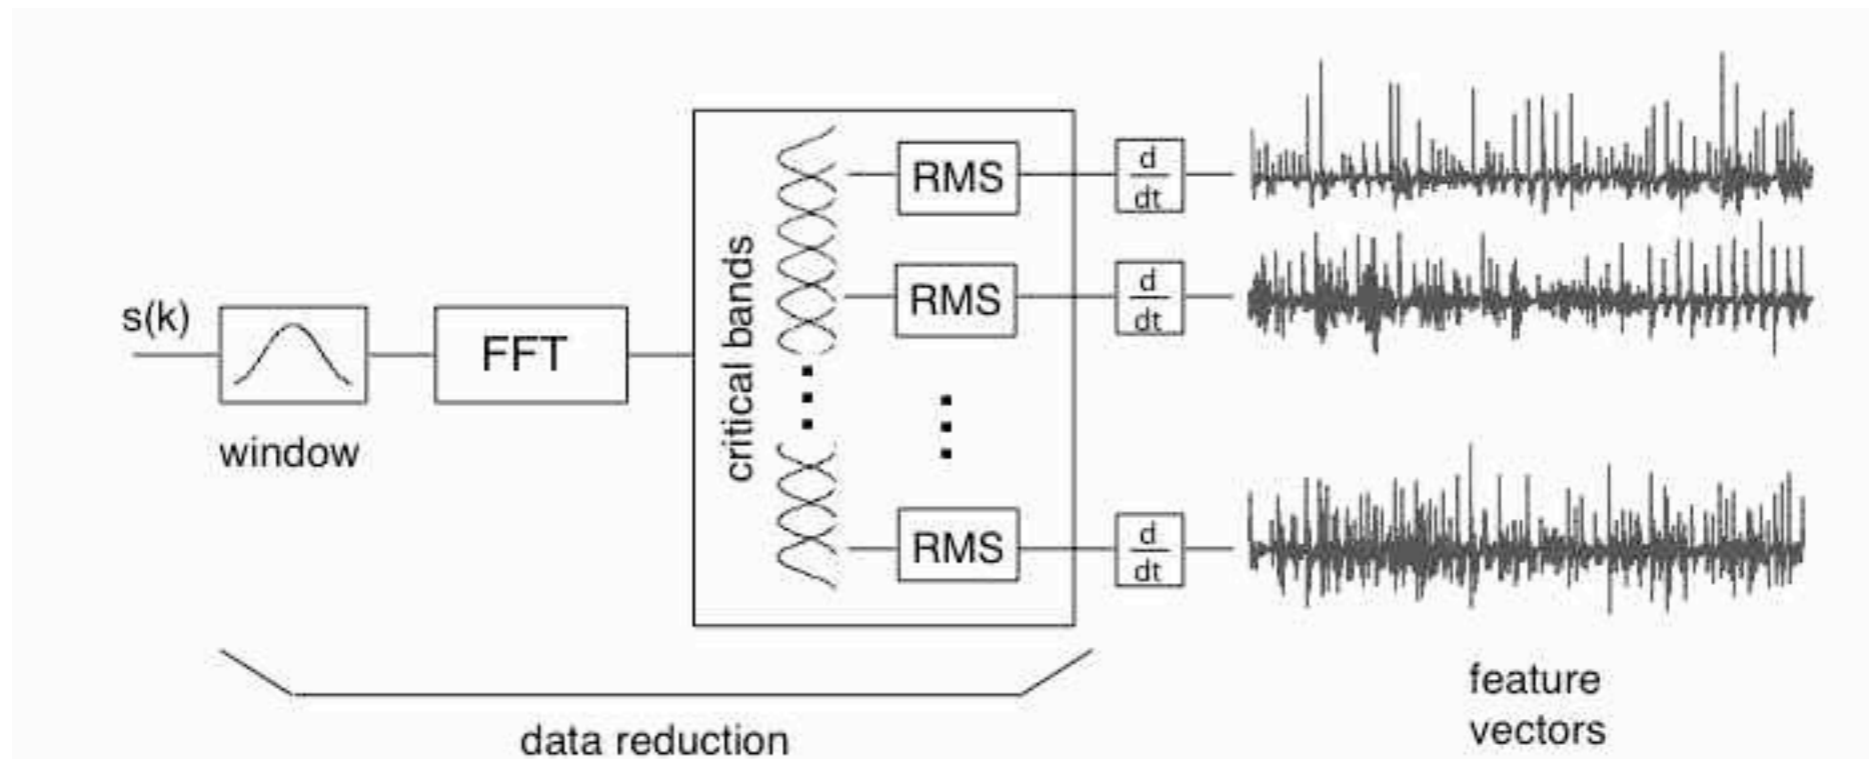 s(k)
window
FFT
critical bands
RMS
d
dt
RMS
d
dt
RMS
d
dt
data reduction
feature
vectors